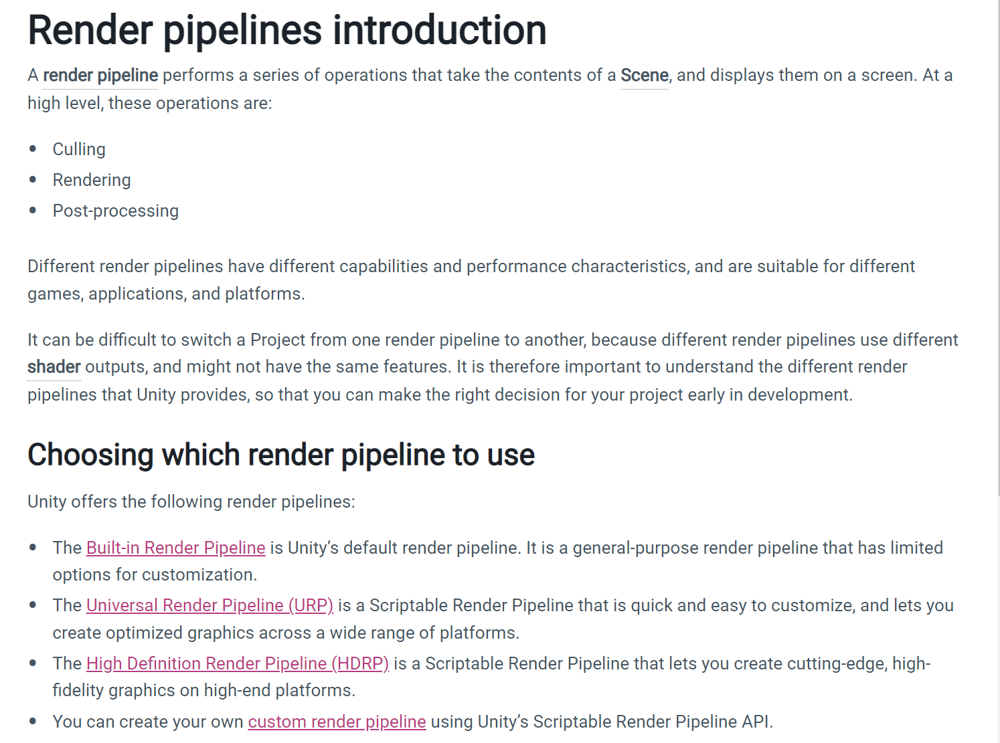 Render pipelines introduction
A render pipeline performs a series of operations that take the contents of a Scene, and displays them on a screen. At a
high level, these operations are:
• Culling
• Rendering
• Post-processing
Different render pipelines have different capabilities and performance characteristics, and are suitable for different
games, applications, and platforms.
It can be difficult to switch a Project from one render pipeline to another, because different render pipelines use different
shader outputs, and might not have the same features. It is therefore important to understand the different render
pipelines that Unity provides, so that you can make the right decision for your project early in development.
Choosing which render pipeline to use
Unity offers the following render pipelines:
• The Built-in Render Pipeline is Unity’s default render pipeline. It is a general-purpose render pipeline that has limited
options for customization.
• The Universal Render Pipeline (URP) is a Scriptable Render Pipeline that is quick and easy to customize, and lets you
create optimized graphics across a wide range of platforms.
• The High Definition Render Pipeline (HDRP) is a Scriptable Render Pipeline that lets you create cutting-edge, high-
fidelity graphics on high-end platforms.
• You can create your own custom render pipeline using Unity’s Scriptable Render Pipeline API.